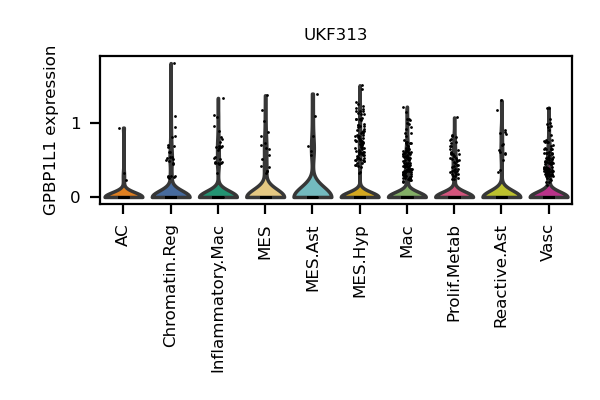 UKF313
GPBP1L1 expression
1
0
AC
Chromatin.Reg
Inflammatory.Mac
MES
MES.Ast
MES.Hyp
Mac
Prolif.Metab
Reactive.Ast
Vasc